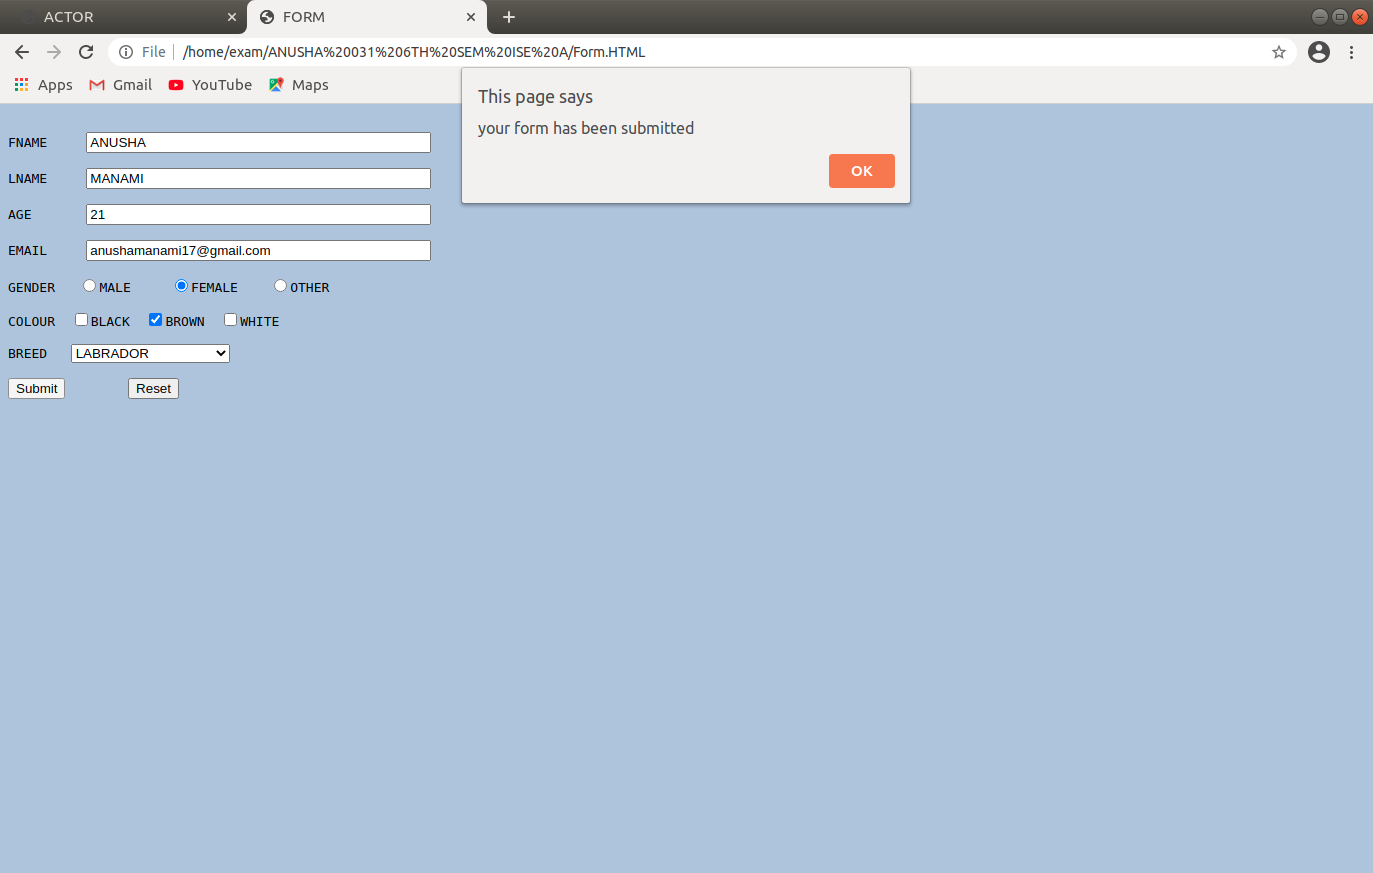 ACTOR FORM
File /home/exam/ANUSHA%20031%206TH%20SEM%20ISE%20A/Form.HTML
Apps Gmail YouTube Maps
This page says
your form has been submitted
OK
FNAME ANUSHA
LNAME MANAMI
AGE 21
EMAIL anushamanami17@gmail.com
GENDER MALE FEMALE OTHER
COLOUR BLACK BROWN WHITE
BREED LABRADOR
Submit Reset